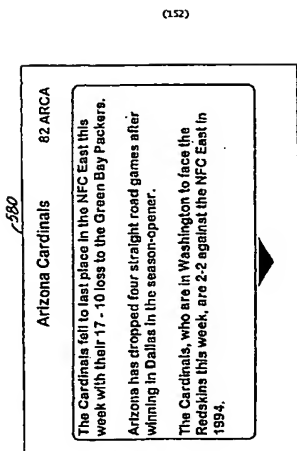 (152)
580
Arizona Cardinals 82 ARCA
The Cardinals fell to last place in the NFC East this
week with their 17 - 10 loss to the Green Bay Packers.
Arizona has dropped four straight road games after
winning in Dallas in the season-opener.
The Cardinals, who are in Washington to face the
Redskins this week, are 2-2 against the NFC East in
1994.